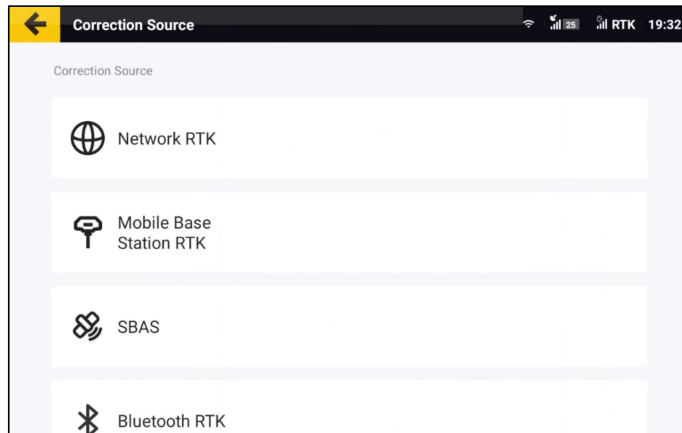 Correction Source
25
RTK
19:32
Correction Source
Network RTK
Mobile Base
Station RTK
SBAS
Bluetooth RTK